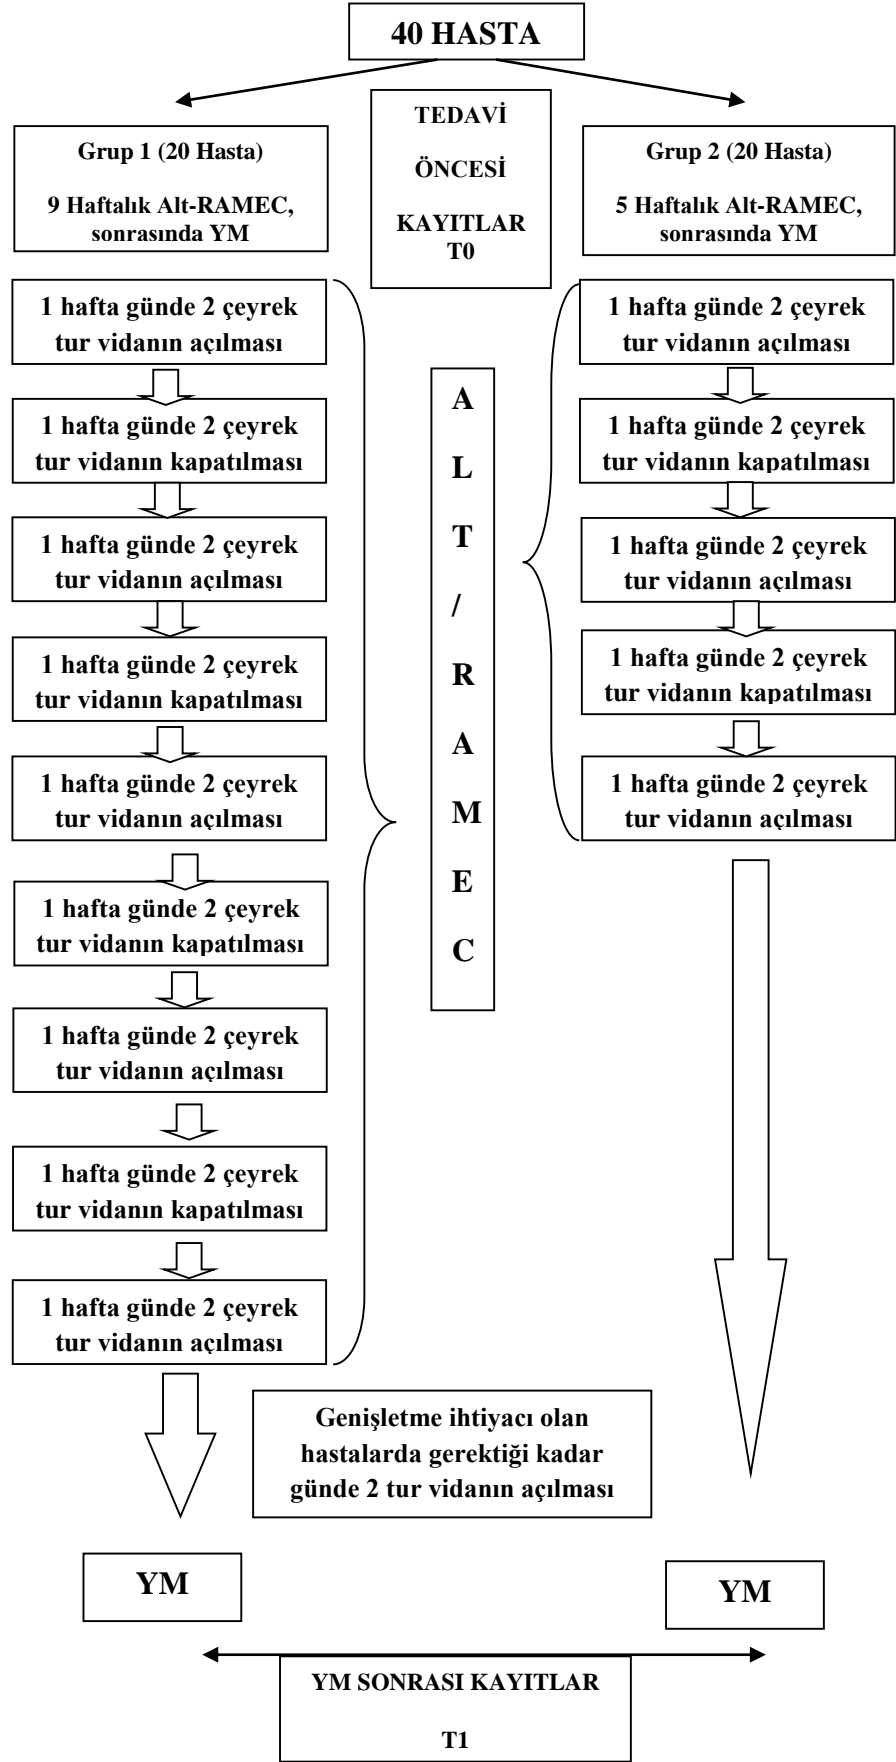 40 HASTA
Grup 1 (20 Hasta)
9 Haftalık Alt-RAMEC,
sonrasında YM
TEDAVİ
ÖNCESİ
KAYITLAR
T0
Grup 2 (20 Hasta)
5 Haftalık Alt-RAMEC,
sonrasında YM
1 hafta günde 2 çeyrek
tur vidanın açılması
1 hafta günde 2 çeyrek
tur vidanın kapatılması
1 hafta günde 2 çeyrek
tur vidanın açılması
1 hafta günde 2 çeyrek
tur vidanın kapatılması
1 hafta günde 2 çeyrek
tur vidanın açılması
1 hafta günde 2 çeyrek
tur vidanın kapatılması
1 hafta günde 2 çeyrek
tur vidanın açılması
1 hafta günde 2 çeyrek
tur vidanın kapatılması
1 hafta günde 2 çeyrek
tur vidanın açılması
A
L
T
/
R
A
M
E
C
1 hafta günde 2 çeyrek
tur vidanın açılması
1 hafta günde 2 çeyrek
tur vidanın kapatılması
1 hafta günde 2 çeyrek
tur vidanın açılması
1 hafta günde 2 çeyrek
tur vidanın kapatılması
1 hafta günde 2 çeyrek
tur vidanın açılması
Genişletme ihtiyacı olan
hastalarda gerektiği kadar
günde 2 tur vidanın açılması
YM
YM
YM SONRASI KAYITLAR
T1